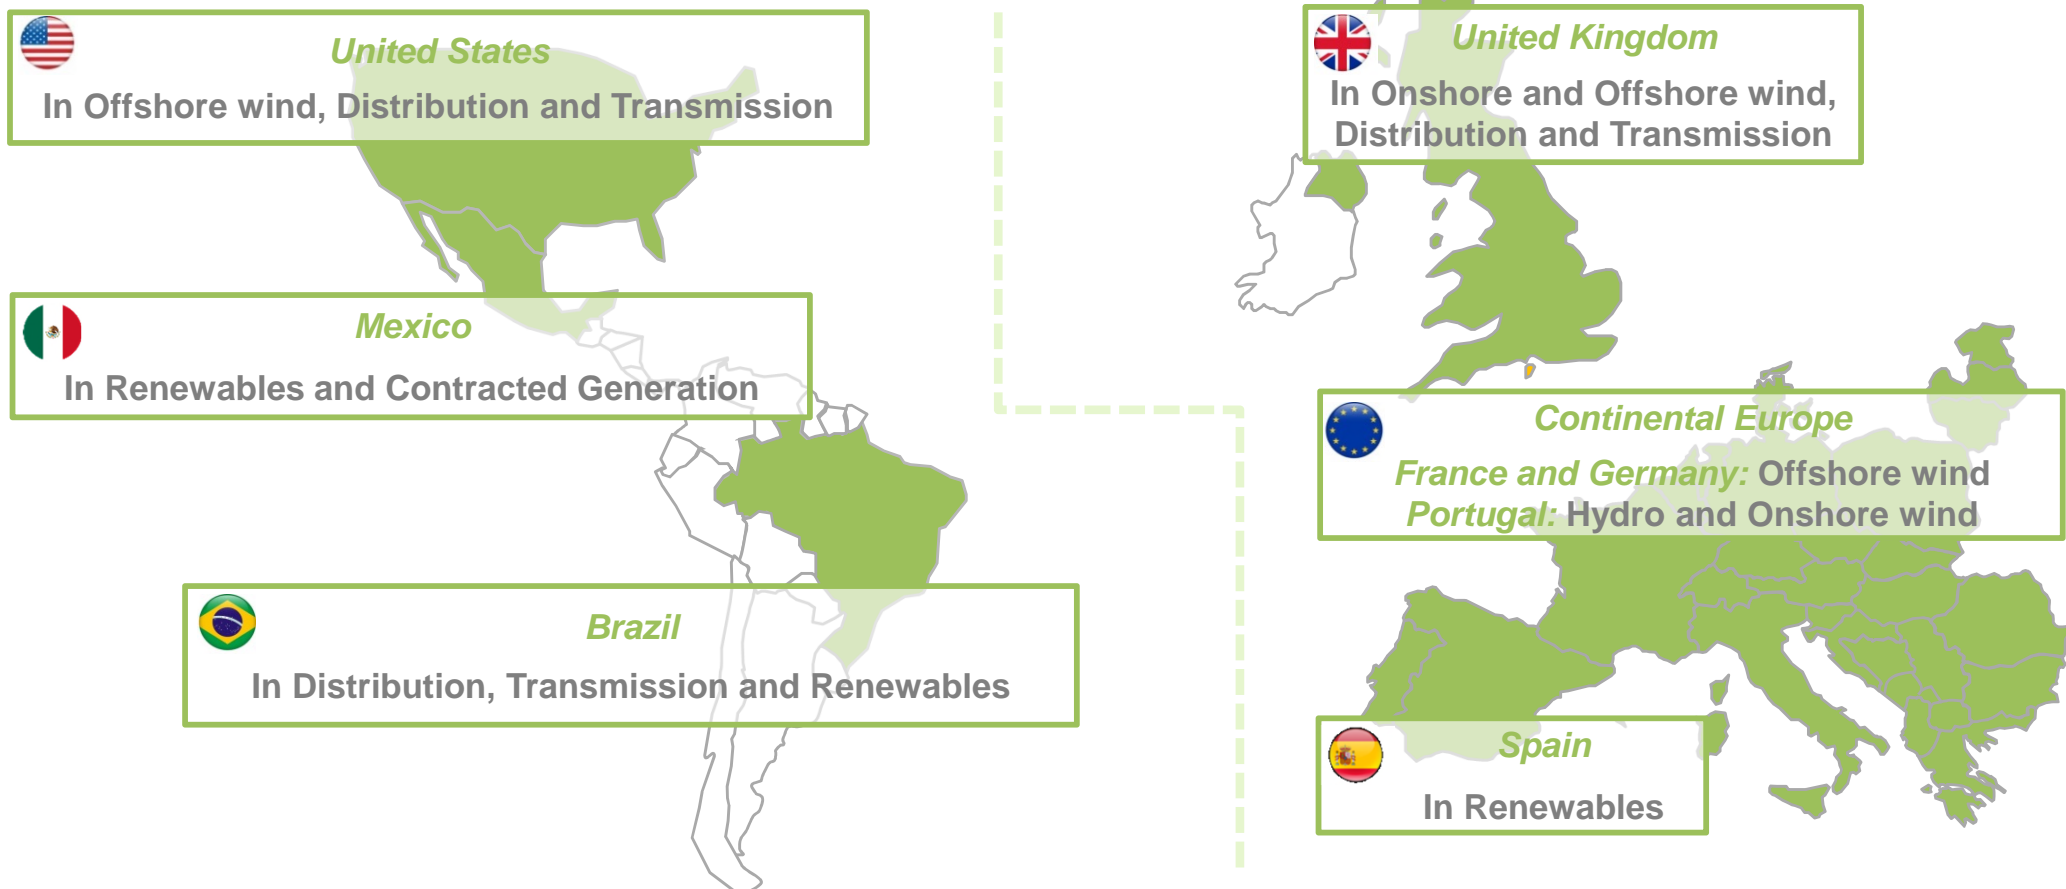 United States
In Offshore wind, Distribution and Transmission
Mexico
In Renewables and Contracted Generation
Brazil
In Distribution, Transmission and Renewables
United Kingdom
In Onshore and Offshore wind,
Distribution and Transmission
Continental Europe
France and Germany: Offshore wind
Portugal: Hydro and Onshore wind
Spain
In Renewables